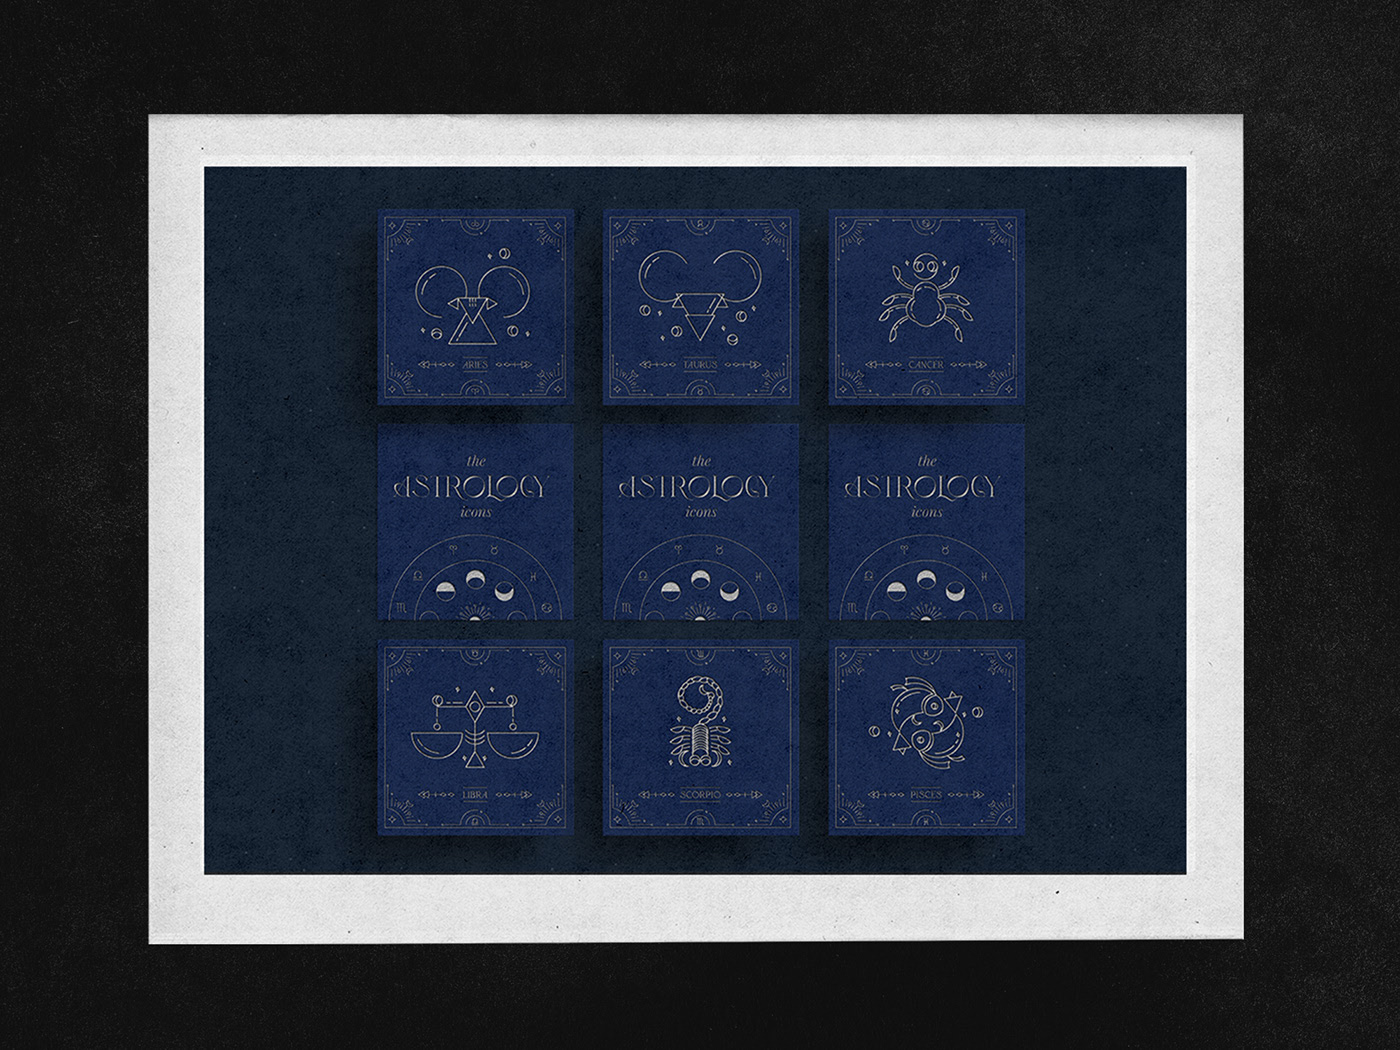 ARIES
TAURUS
CANCER
the
ASTROLOGY
icons
the
ASTROLOGY
icons
the
ASTROLOGY
icons
LIBRA
SCORPIO
PISCES